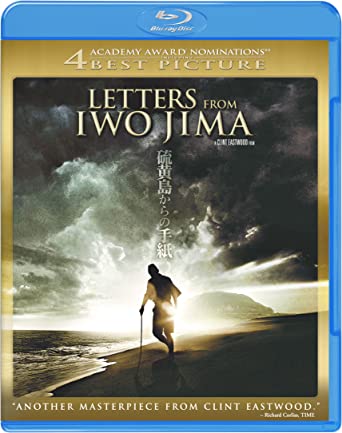 Blu-ray Disc
4 ACADEMY AWARD NOMINATIONS
INCLUDING
BEST PICTURE
LETTERS FROM
IWO JIMA
A CLINT EASTWOOD FILM
硫黄島からの手紙
"ANOTHER MASTERPIECE FROM CLINT EASTWOOD."
– Richard Corliss, TIME